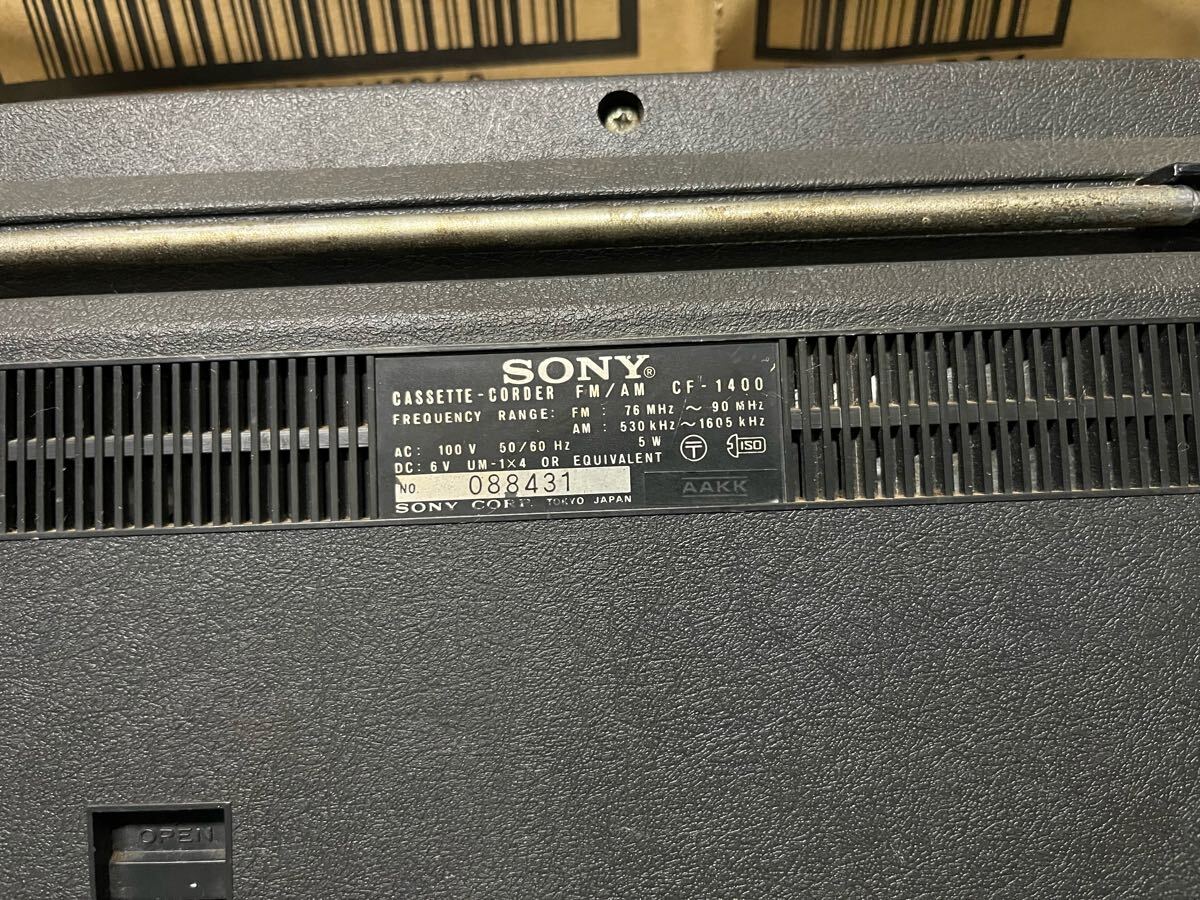 SONY®
CASSETTE-CORDER FM/AM CF-1400
FREQUENCY RANGE: FM : 76 MHz ~ 90 MHz
AM : 530 kHz ~ 1605 kHz
AC: 100 V 50/60 Hz 5 W
T ISO
DC: 6 V UM-1×4 OR EQUIVALENT
NO. 088431
AAKK
SONY CORP. TOKYO JAPAN
OPEN